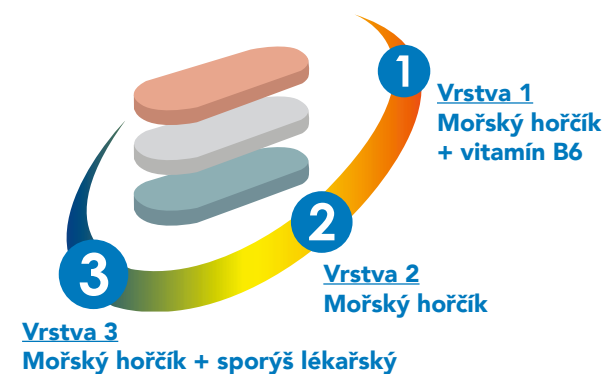 1
Vrstva 1
Mořský hořčík
+ vitamín B6
2
Vrstva 2
Mořský hořčík
3
Vrstva 3
Mořský hořčík + sporýš lékařský